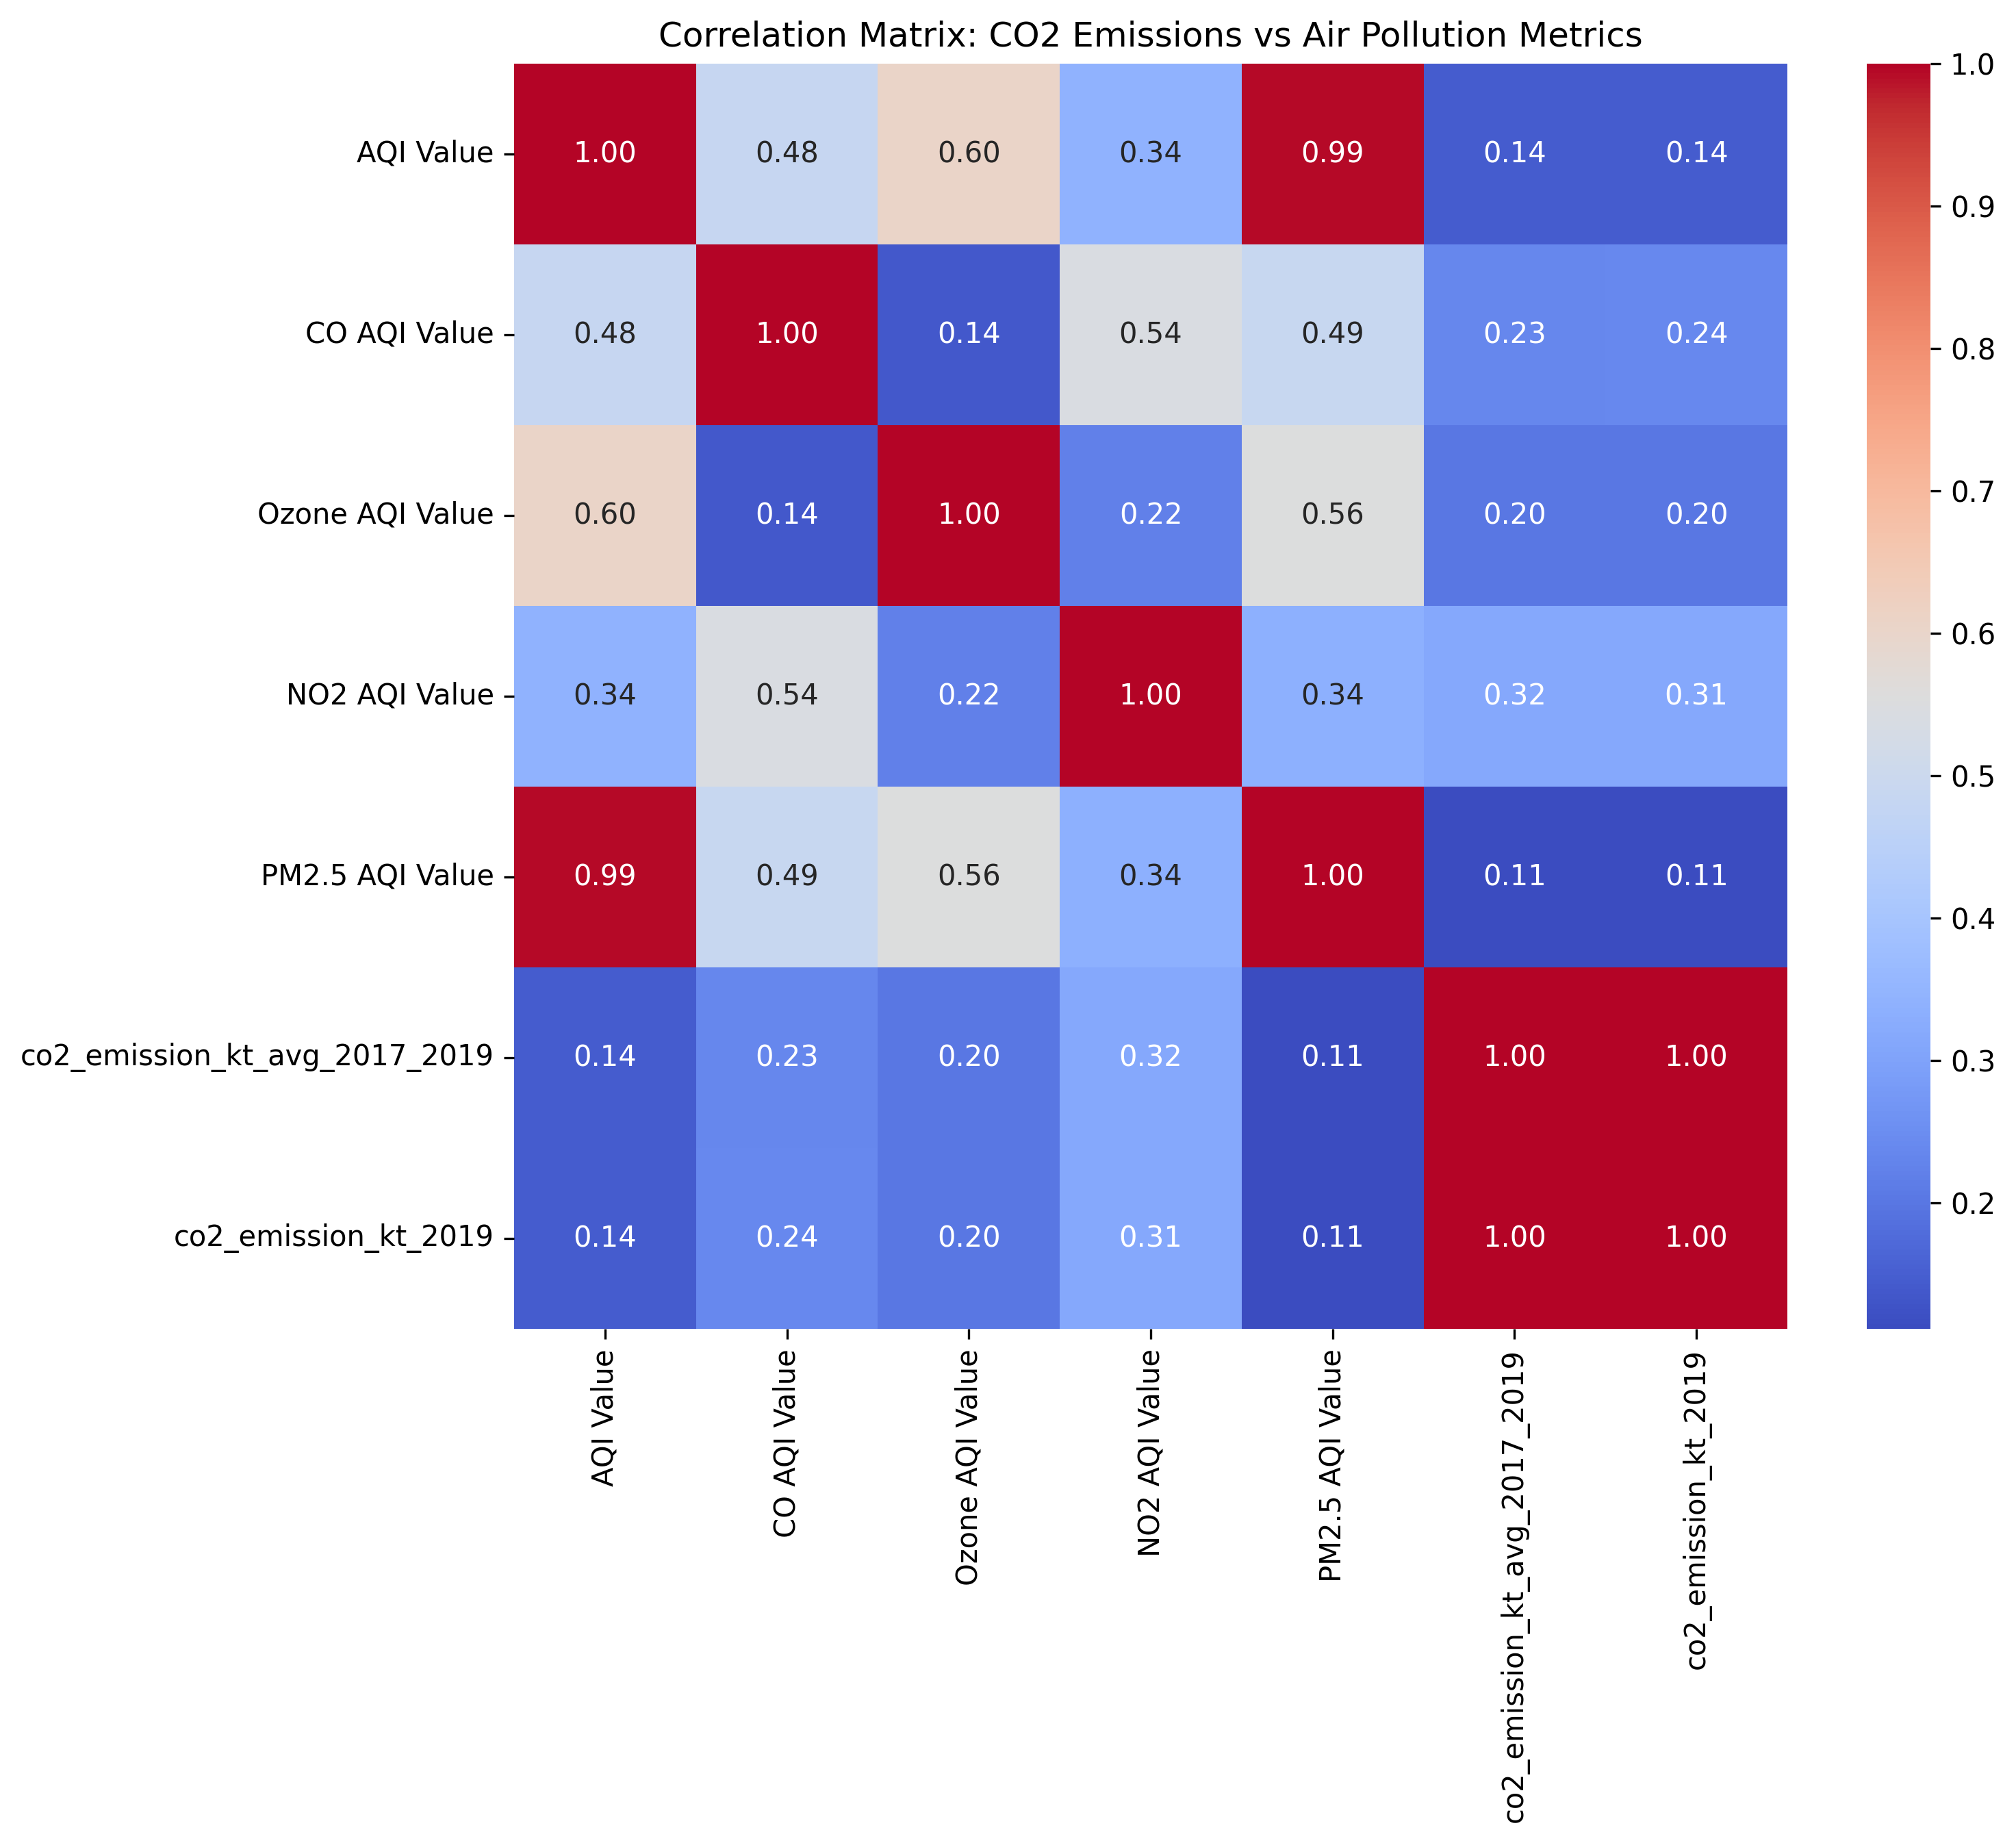 Correlation Matrix: CO2 Emissions vs Air Pollution Metrics
AQI Value 1.00 0.48 0.60 0.34 0.99 0.14 0.14
CO AQI Value 0.48 1.00 0.14 0.54 0.49 0.23 0.24
Ozone AQI Value 0.60 0.14 1.00 0.22 0.56 0.20 0.20
NO2 AQI Value 0.34 0.54 0.22 1.00 0.34 0.32 0.31
PM2.5 AQI Value 0.99 0.49 0.56 0.34 1.00 0.11 0.11
co2_emission_kt_avg_2017_2019 0.14 0.23 0.20 0.32 0.11 1.00 1.00
co2_emission_kt_2019 0.14 0.24 0.20 0.31 0.11 1.00 1.00
AQI Value
CO AQI Value
Ozone AQI Value
NO2 AQI Value
PM2.5 AQI Value
co2_emission_kt_avg_2017_2019
co2_emission_kt_2019
1.0
0.9
0.8
0.7
0.6
0.5
0.4
0.3
0.2